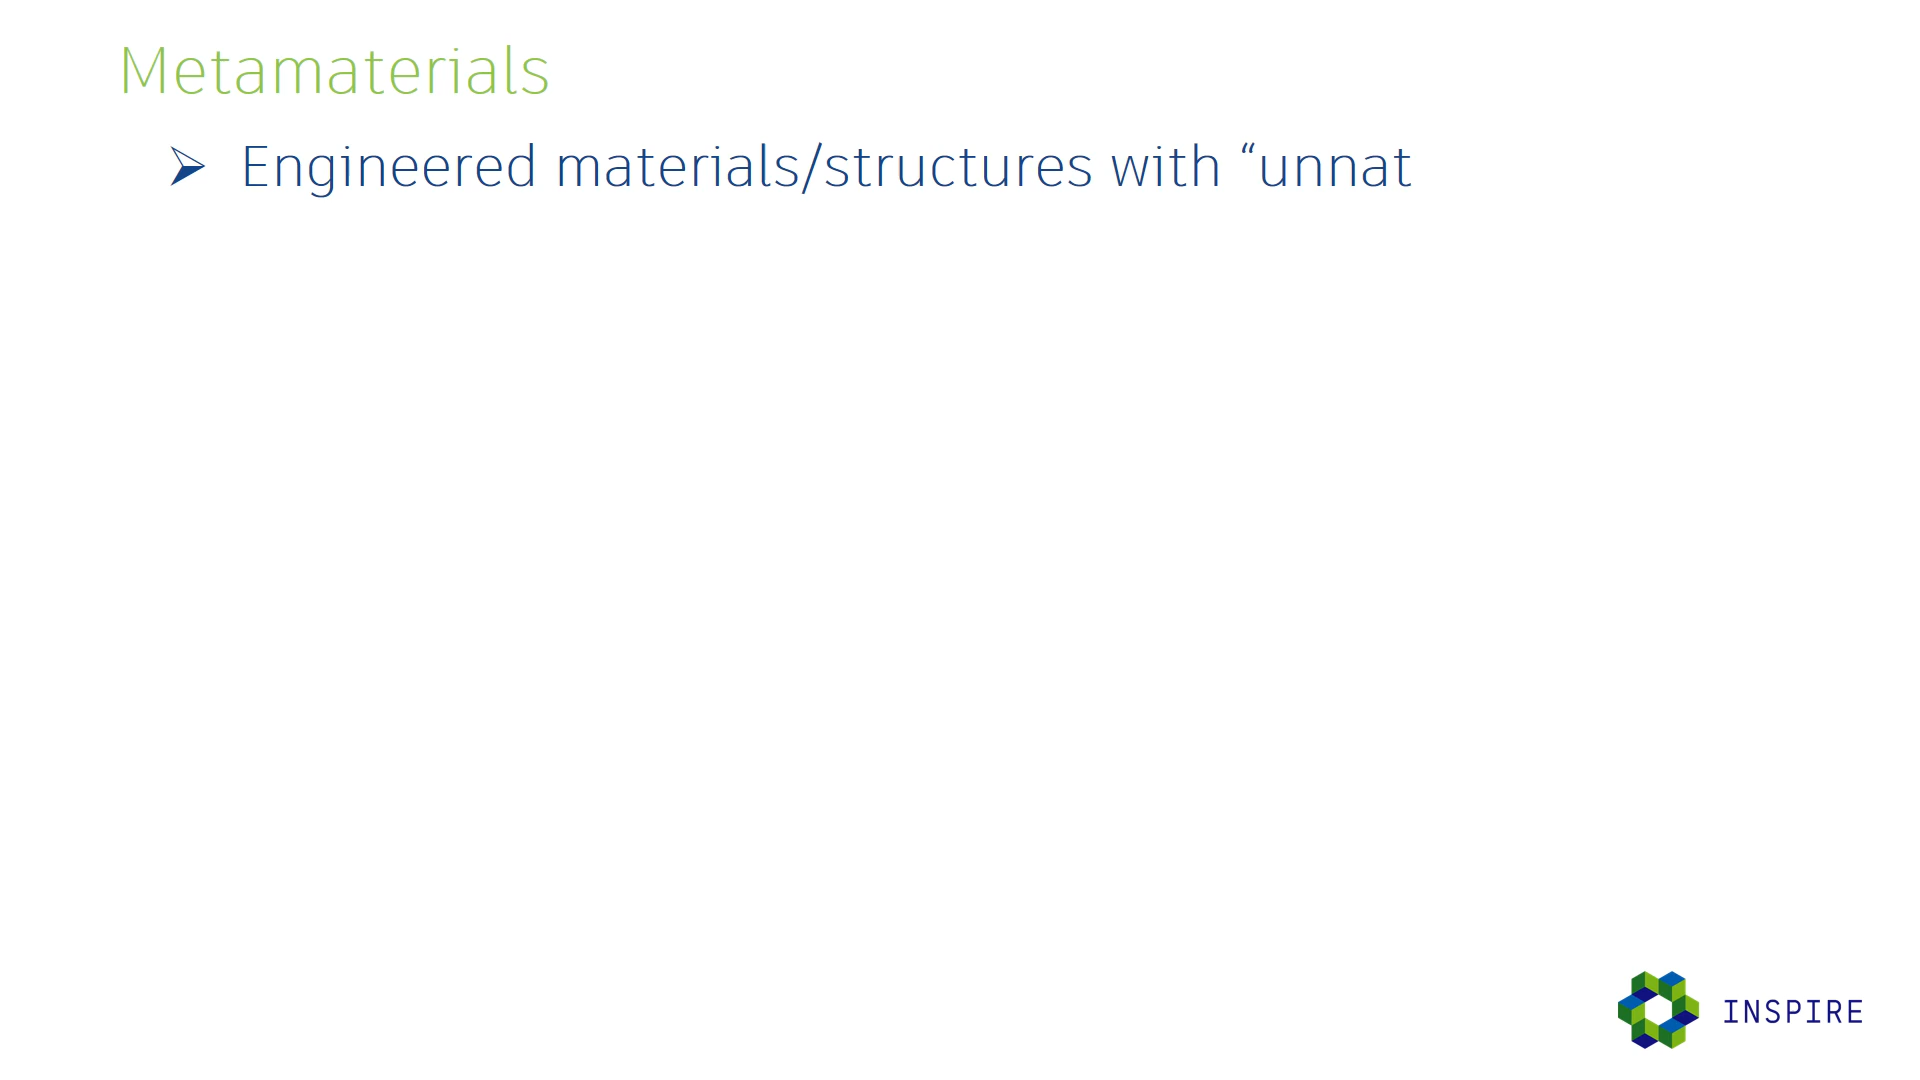 Metamaterials
➢ Engineered materials/structures with “unnat
INSPIRE